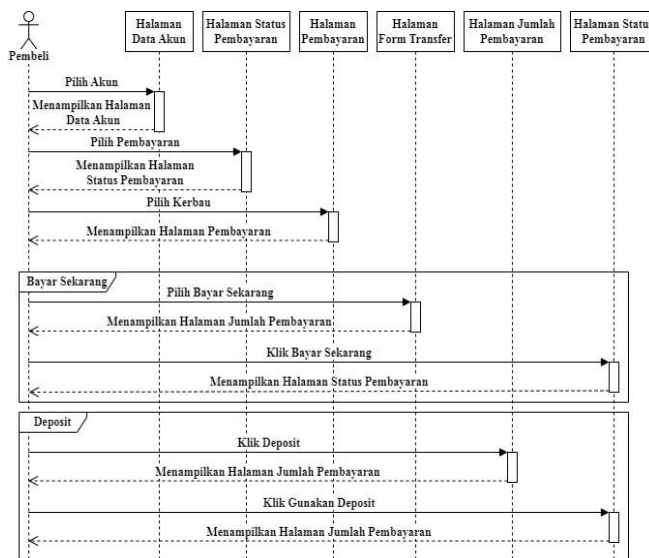 Pembeli
Halaman
Data Akun
Halaman Status
Pembayaran
Halaman
Pembayaran
Halaman
Form Transfer
Halaman Jumlah
Pembayaran
Halaman Status
Pembayaran
Pilih Akun
Menampilkan Halaman
Data Akun
Pilih Pembayaran
Menampilkan Halaman
Status Pembayaran
Pilih Kerbau
Menampilkan Halaman Pembayaran
Bayar Sekarang
Pilih Bayar Sekarang
Menampilkan Halaman Jumlah Pembayaran
Klik Bayar Sekarang
Menampilkan Halaman Status Pembayaran
Deposit
Klik Deposit
Menampilkan Halaman Jumlah Pembayaran
Klik Gunakan Deposit
Menampilkan Halaman Jumlah Pembayaran